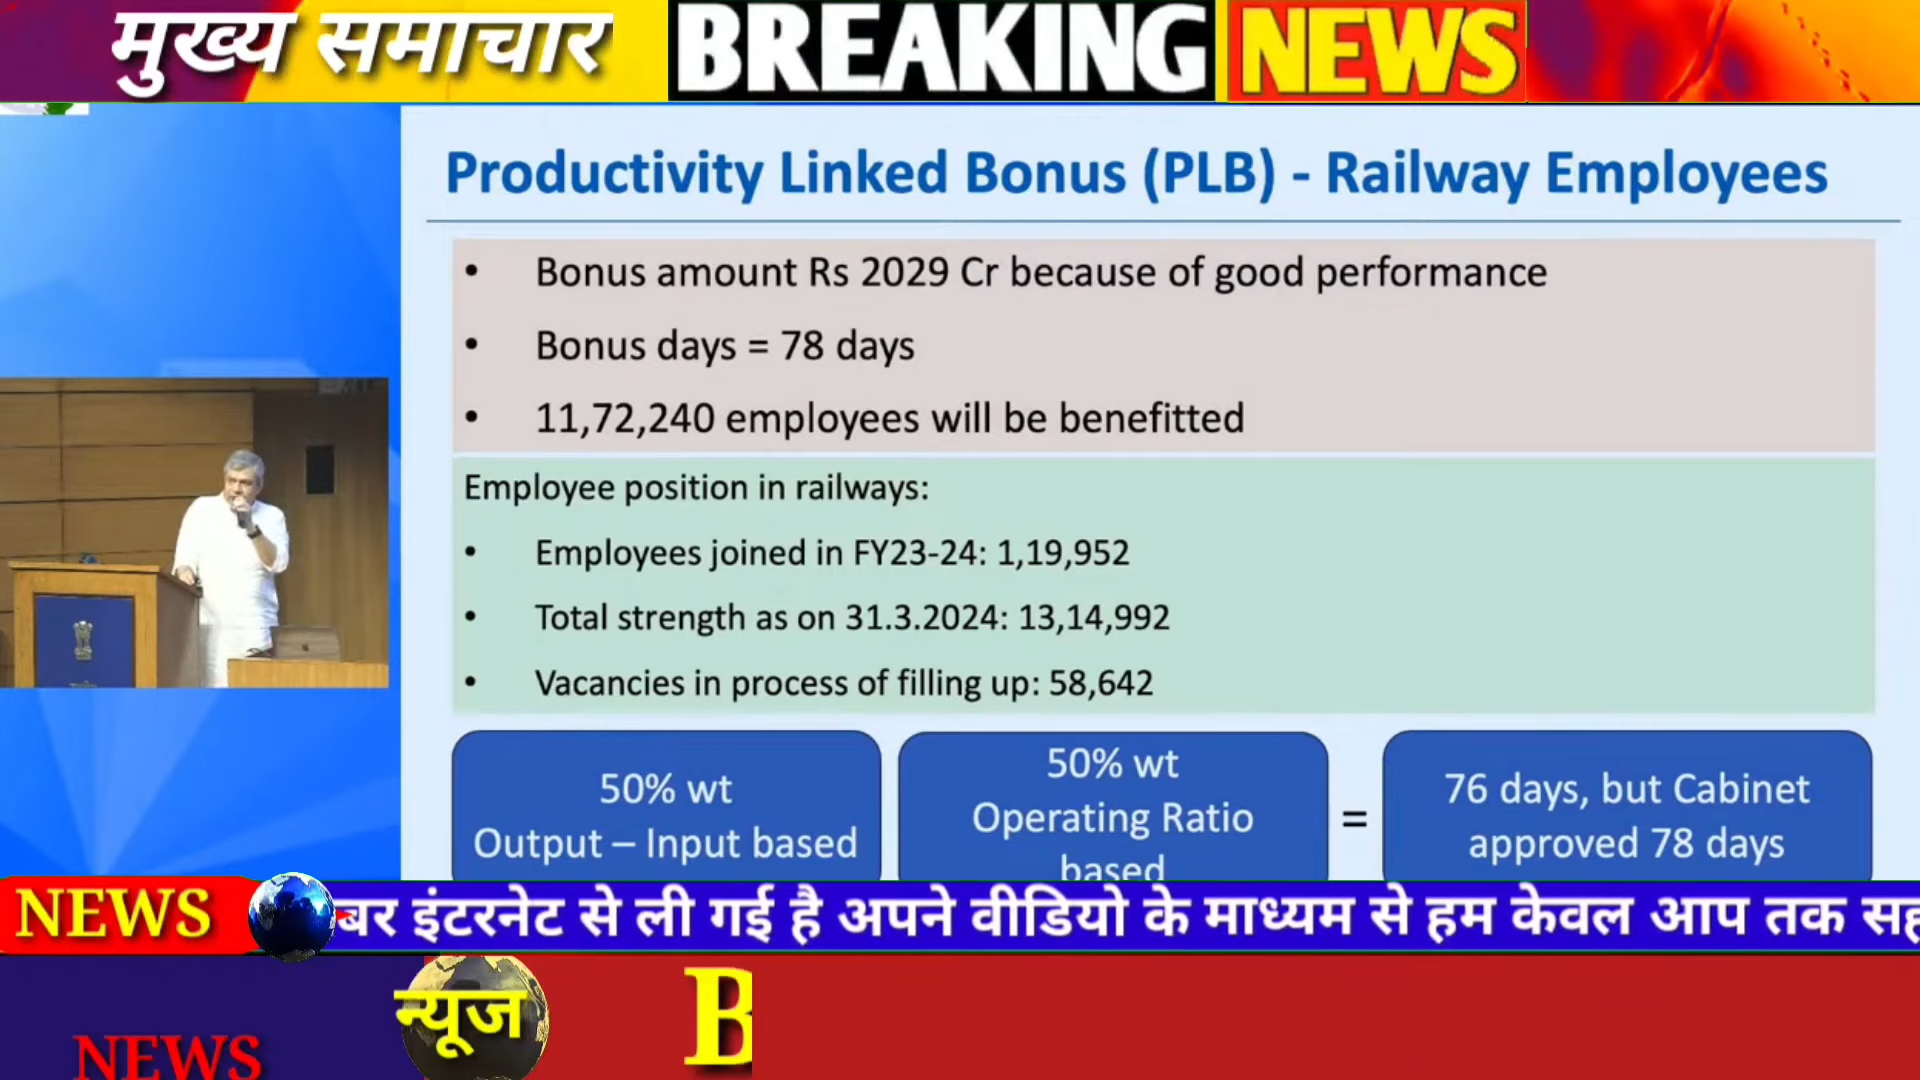 मुख्य समाचार
BREAKING NEWS
Productivity Linked Bonus (PLB) - Railway Employees
• Bonus amount Rs 2029 Cr because of good performance
• Bonus days = 78 days
• 11,72,240 employees will be benefitted
Employee position in railways:
• Employees joined in FY23-24: 1,19,952
• Total strength as on 31.3.2024: 13,14,992
• Vacancies in process of filling up: 58,642
50% wt
Output – Input based
50% wt
Operating Ratio
based
=
76 days, but Cabinet
approved 78 days
NEWS
बर इंटरनेट से ली गई है अपने वीडियो के माध्यम से हम केवल आप तक
न्यूज
B
NEWS